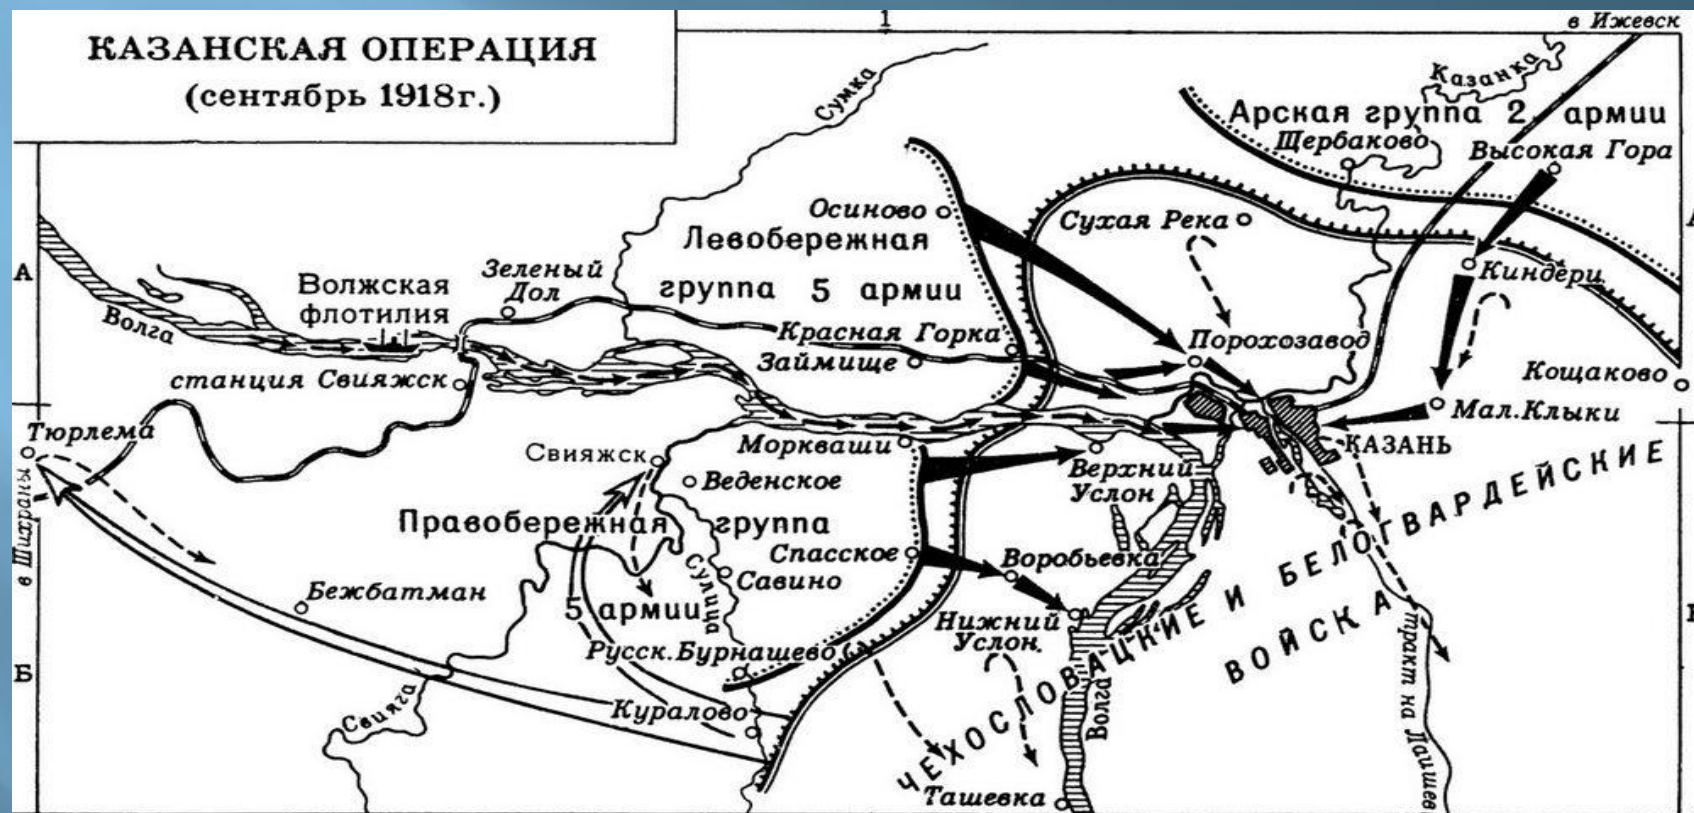 КАЗАНСКАЯ ОПЕРАЦИЯ
(сентябрь 1918г.)
1
в Ижевск
Казанка
Сумка
Арская группа 2 армии
Щербаково
Высокая Гора
Осиново
Сухая Река
Левобережная
группа 5 армии
А
Киндери
Зеленый
Дол
Волжская
флотилия
Волга
Красная Горка
Порохозавод
Займище
станция Свияжск
Кощаково
Мал.Клыки
Тюрлема
Моркваши
КАЗАНЬ
Свияжск
Верхний
Услон
Веденское
в Шихраны
Правобережная группа
5 армии
Спасское
Воробьевка
Сулица
Савино
Бежбатман
Нижний
Услон
ЧЕХОСЛОВАЦКИЕ И БЕЛОГВАРДЕЙСКИЕ
ВОЙСКА
Русск.Бурнашево
Б
Свияга
Куралово
Волга
тракт на Лаишев
Ташевка